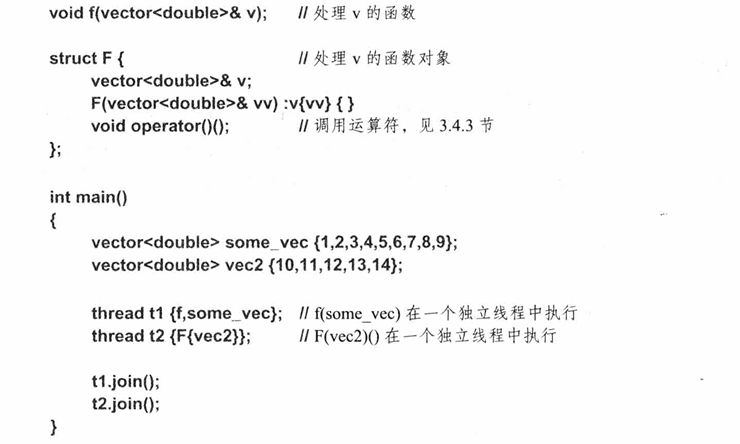 void f(vector<double>& v);    // 处理 v 的函数
struct F {    // 处理 v 的函数对象
vector<double>& v;
F(vector<double>& vv) :v{vv} { }
void operator()();    // 调用运算符，见 3.4.3 节
};
int main()
{
vector<double> some_vec {1,2,3,4,5,6,7,8,9};
vector<double> vec2 {10,11,12,13,14};
thread t1 {f,some_vec};    // f(some_vec) 在一个独立线程中执行
thread t2 {F{vec2}};    // F(vec2)() 在一个独立线程中执行
t1.join();
t2.join();
}